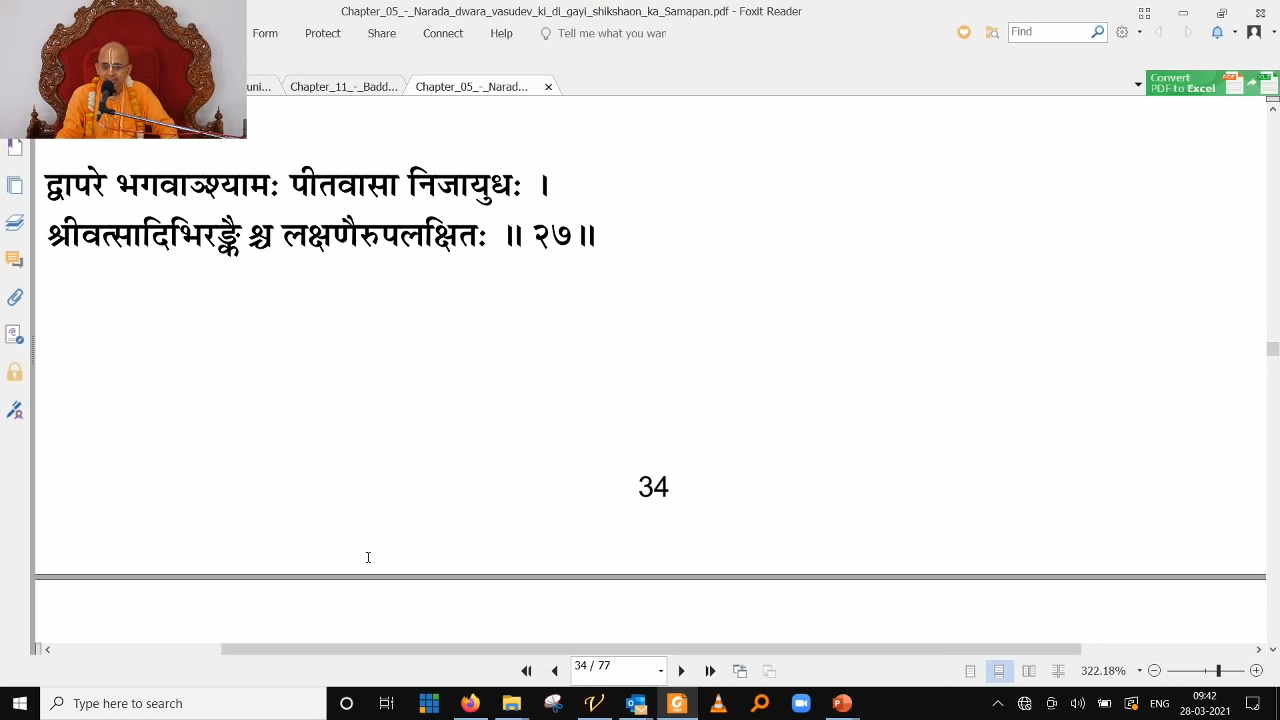 Chapter_05_-_Narada_dwara_vasudev_ki_di_gayi_shikshaon_ka_Samapan.pdf - Foxit Reader
Form Protect Share Connect Help Tell me what you wan Find
uni... Chapter_11_-_Badd... Chapter_05_-_Narad...
Convert
PDF to Excel
द्वापरे भगवाञ्श्यामः पीतवासा निजायुधः ।
श्रीवत्सादिभिरङ्कैश्च लक्षणैरुपलक्षितः ॥ २७॥
34
34 / 77
322.18%
Type here to search
ENG
09:42
28-03-2021